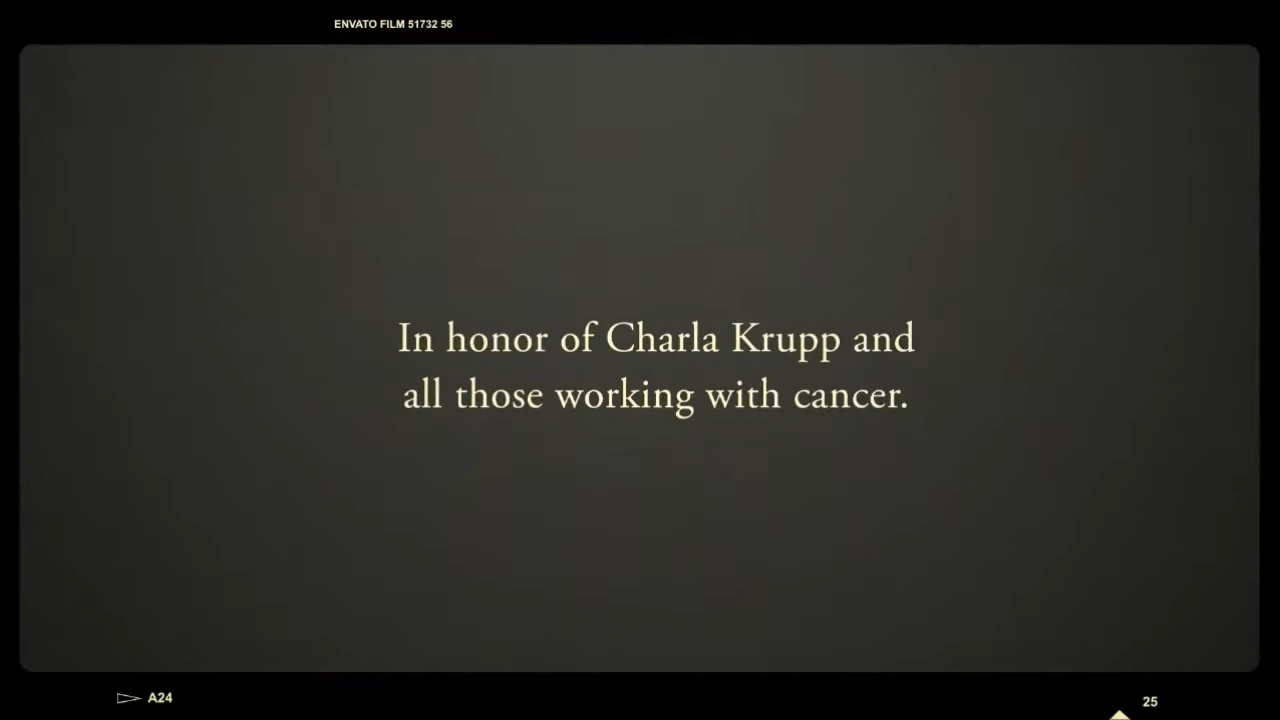 ENVATO FILM 51732 56
In honor of Charla Krupp and
all those working with cancer.
A24
25